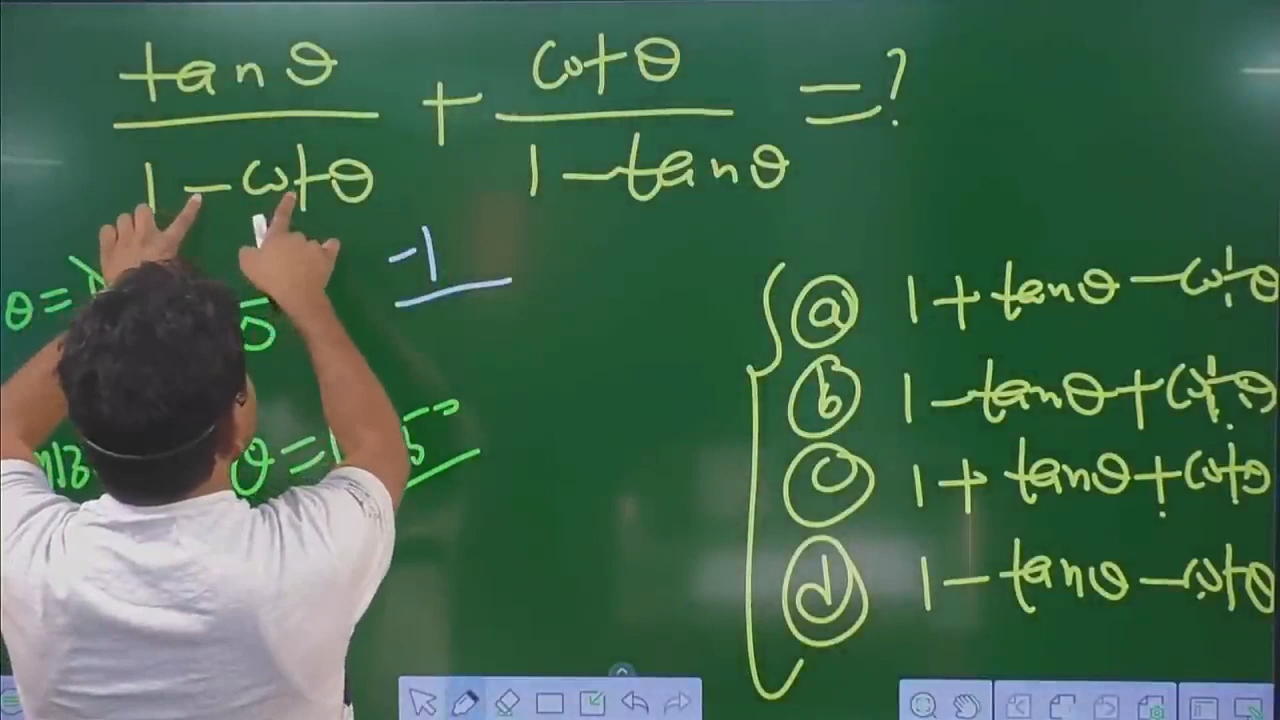 tanθ/1-cotθ + cotθ/1-tanθ = ?
-1
θ =
θ =
(a) 1 + tanθ - cotθ
(b) 1 - tanθ + cotθ
(c) 1 + tanθ + cotθ
(d) 1 - tanθ - cotθ